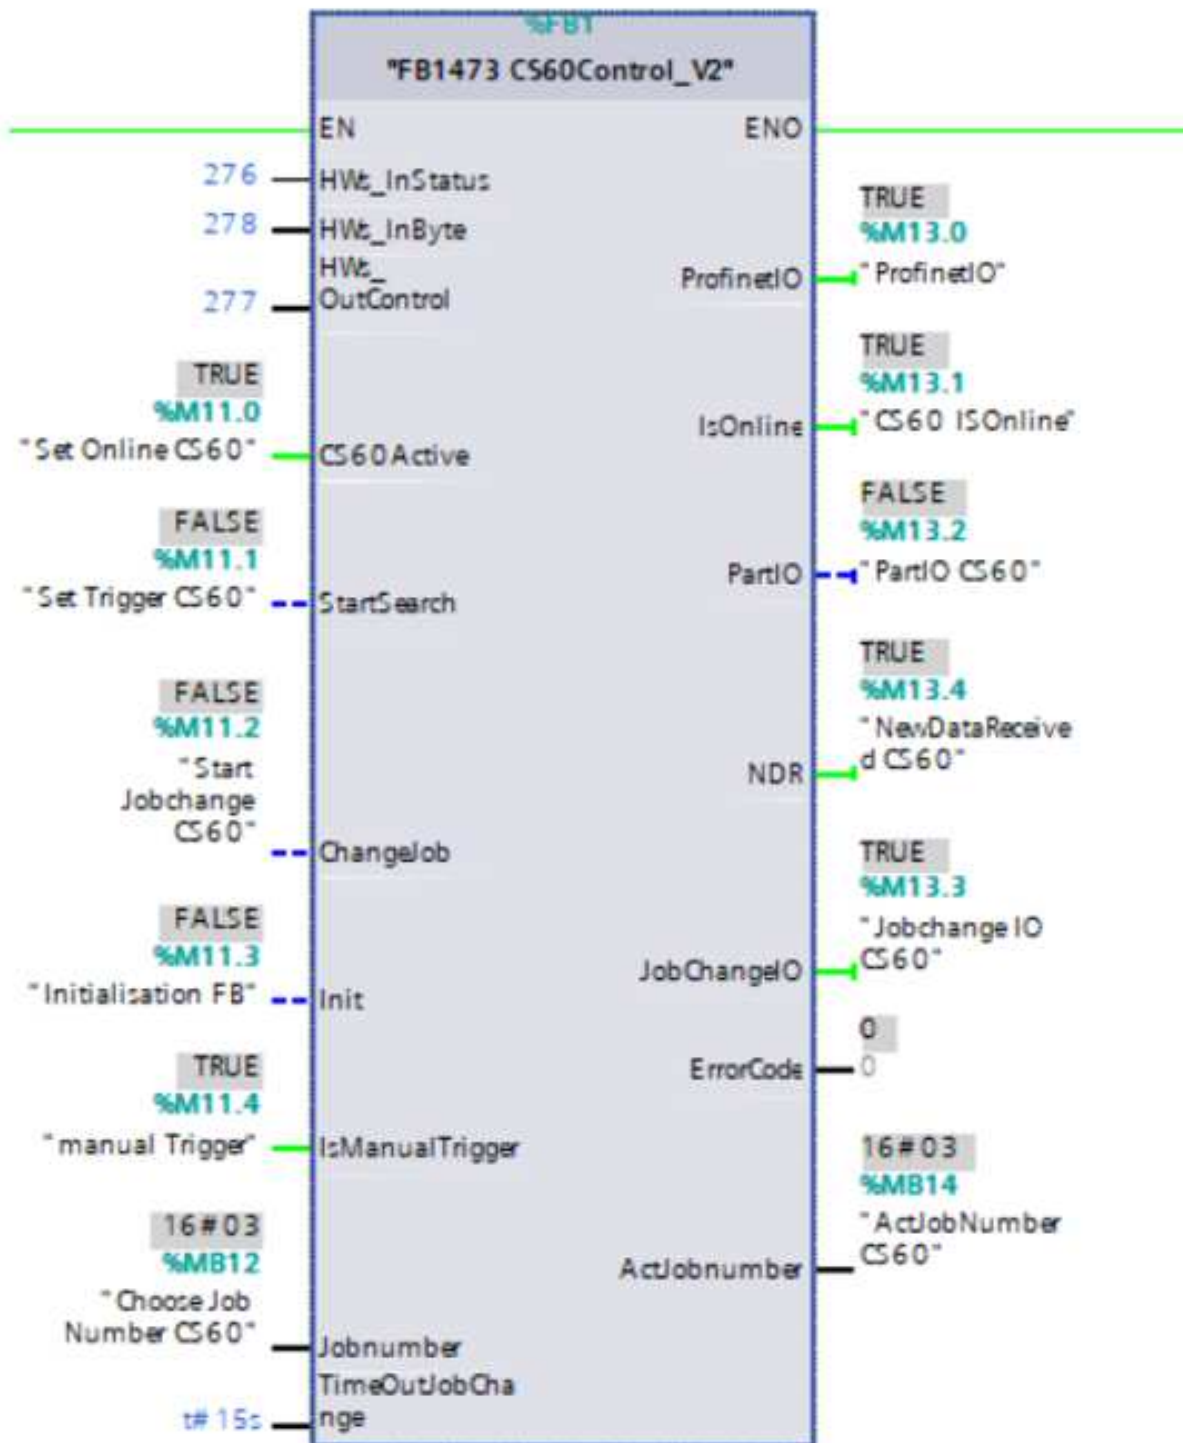 %FB1
"FB1473 CS60Control_V2"
EN
ENO
276
HWs_InStatus
278
HWs_InByte
HWs_
OutControl
277
TRUE
%M11.0
"Set Online CS60"
CS60Active
FALSE
%M11.1
"Set Trigger CS60"
StartSearch
FALSE
%M11.2
"Start
Jobchange
CS60"
ChangeJob
FALSE
%M11.3
"Initialisation FB"
Init
TRUE
%M11.4
"manual Trigger"
IsManualTrigger
16#03
%MB12
"Choose Job
Number CS60"
Jobnumber
TimeOutJobCha
nge
t#15s
TRUE
%M13.0
ProfinetIO
"ProfinetIO"
TRUE
%M13.1
IsOnline
"CS60 ISOnline"
FALSE
%M13.2
PartIO
"PartIO CS60"
TRUE
%M13.4
"NewDataReceive
d CS60"
NDR
TRUE
%M13.3
"Jobchange IO
CS60"
JobChangeIO
0
ErrorCode
0
16#03
%MB14
"ActJobNumber
CS60"
ActJobnumber